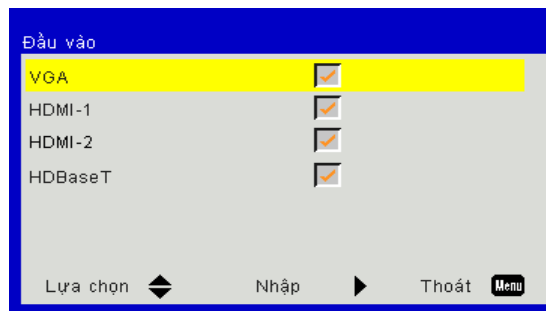 Đầu vào
VGA
HDMI-1
HDMI-2
HDBaseT
Lựa chọn Nhập Thoát Menu